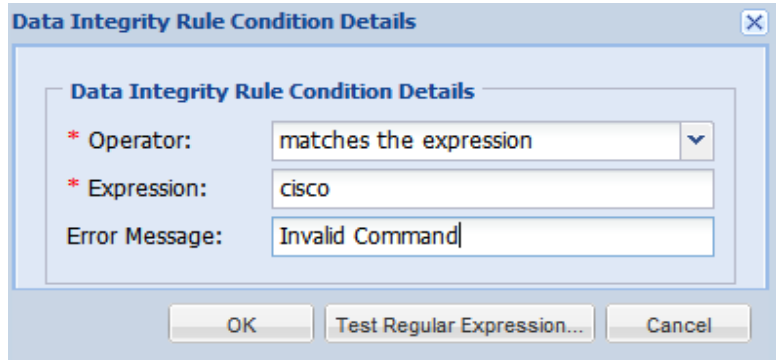 Data Integrity Rule Condition Details
Data Integrity Rule Condition Details
* Operator: matches the expression
* Expression: cisco
Error Message: Invalid Command
OK Test Regular Expression... Cancel